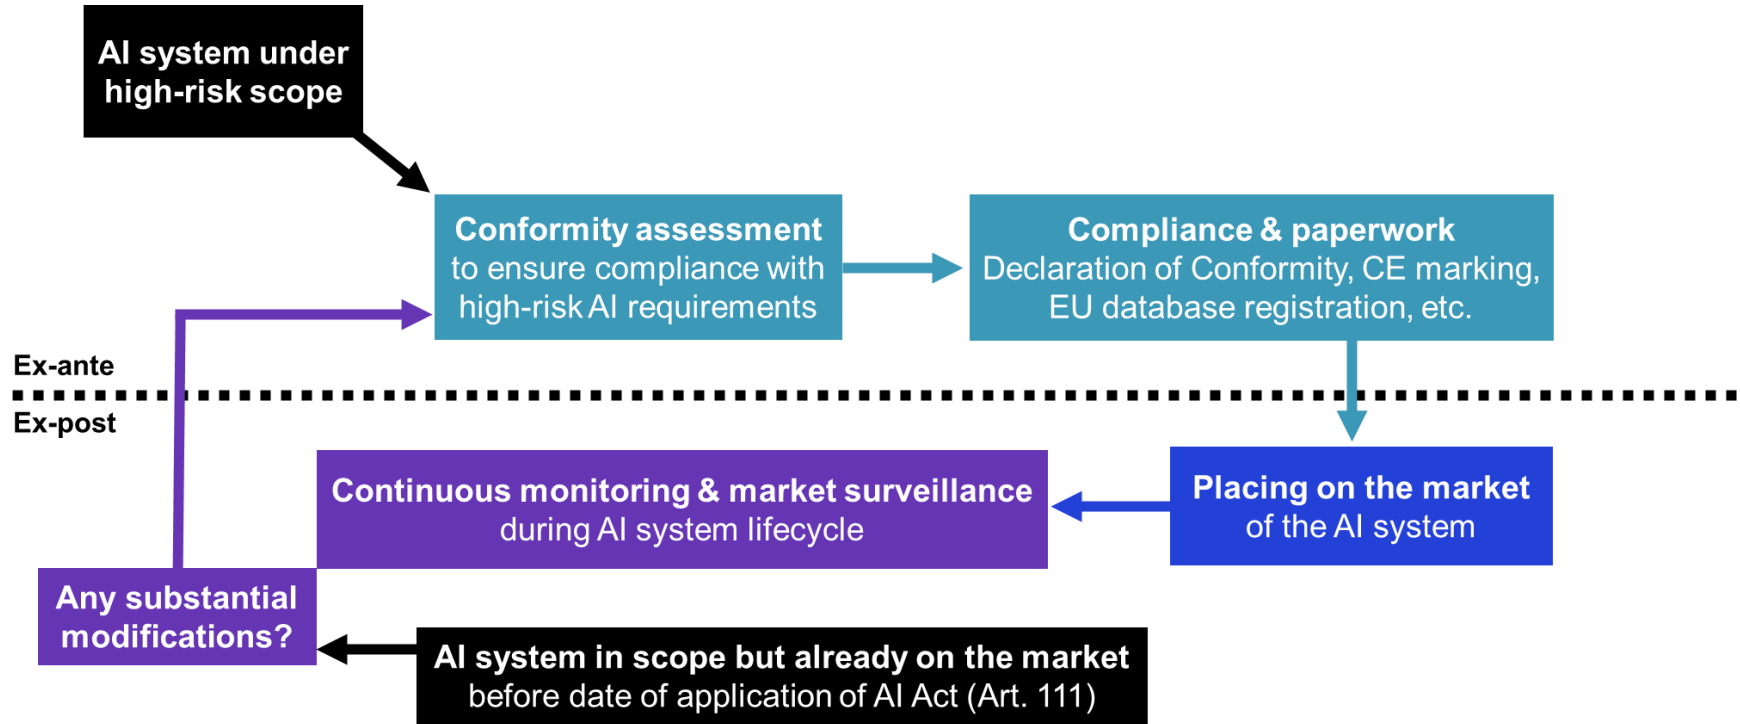 AI system under
high-risk scope
Conformity assessment
to ensure compliance with
high-risk AI requirements
Compliance & paperwork
Declaration of Conformity, CE marking,
EU database registration, etc.
Ex-ante
Ex-post
Placing on the market
of the AI system
Continuous monitoring & market surveillance
during AI system lifecycle
Any substantial
modifications?
AI system in scope but already on the market
before date of application of AI Act (Art. 111)